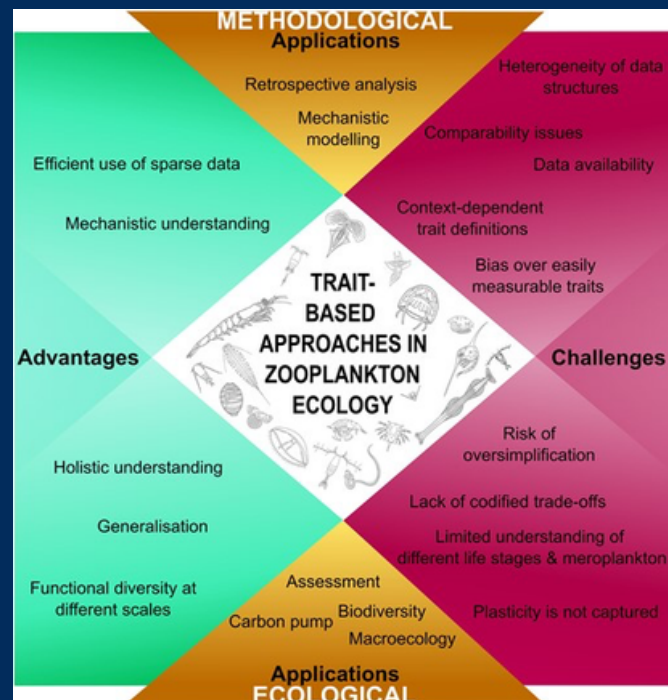 METHODOLOGICAL
Applications
Retrospective analysis
Mechanistic
modelling
Heterogeneity of data
structures
Comparability issues
Data availability
Context-dependent
trait definitions
Bias over easily
measurable traits
Efficient use of sparse data
Mechanistic understanding
TRAIT-
BASED
APPROACHES IN
ZOOPLANKTON
ECOLOGY
Advantages
Challenges
Holistic understanding
Generalisation
Functional diversity at
different scales
Risk of
oversimplification
Lack of codified trade-offs
Limited understanding of
different life stages & meroplankton
Plasticity is not captured
Assessment
Carbon pump
Biodiversity
Macroecology
Applications
ECOLOGICAL